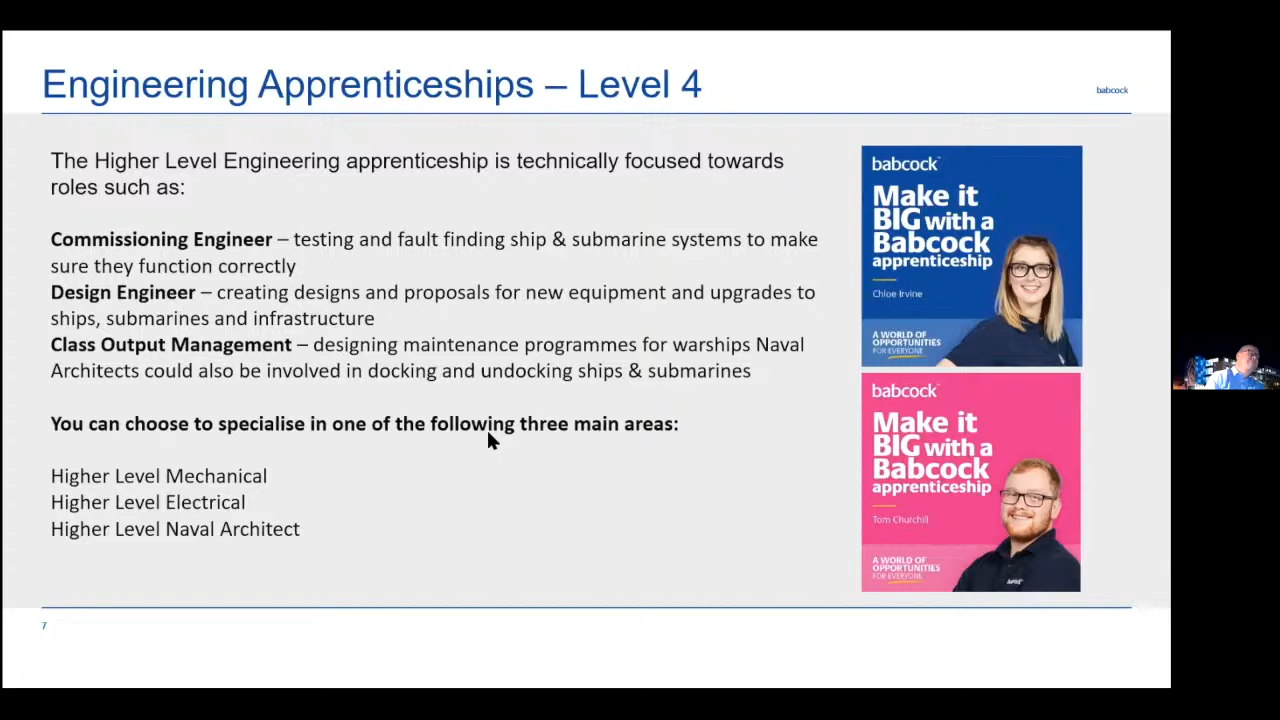 Engineering Apprenticeships – Level 4
babcock
The Higher Level Engineering apprenticeship is technically focused towards
roles such as:
Commissioning Engineer – testing and fault finding ship & submarine systems to make
sure they function correctly
Design Engineer – creating designs and proposals for new equipment and upgrades to
ships, submarines and infrastructure
Class Output Management – designing maintenance programmes for warships Naval
Architects could also be involved in docking and undocking ships & submarines
You can choose to specialise in one of the following three main areas:
Higher Level Mechanical
Higher Level Electrical
Higher Level Naval Architect
babcock™
Make it
BIG with a
Babcock
apprenticeship
Chloe Irvine
A WORLD OF
OPPORTUNITIES
FOR EVERYONE
babcock™
Make it
BIG with a
Babcock
apprenticeship
Tom Churchill
A WORLD OF
OPPORTUNITIES
FOR EVERYONE
7